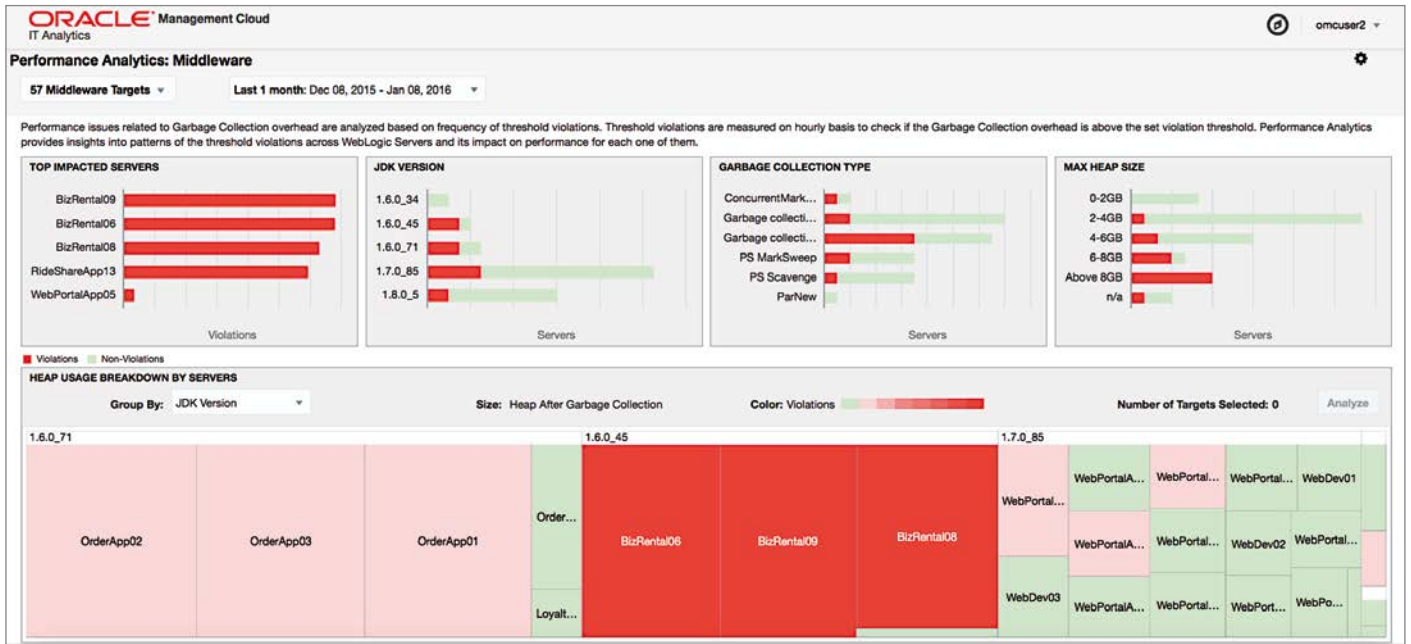 ORACLE® Management Cloud
IT Analytics
omcuser2
Performance Analytics: Middleware
57 Middleware Targets
Last 1 month: Dec 08, 2015 - Jan 08, 2016
Performance issues related to Garbage Collection overhead are analyzed based on frequency of threshold violations. Threshold violations are measured on hourly basis to check if the Garbage Collection overhead is above the set violation threshold. Performance Analytics
provides insights into patterns of the threshold violations across WebLogic Servers and its impact on performance for each one of them.
TOP IMPACTED SERVERS
BizRental09
BizRental06
BizRental08
RideShareApp13
WebPortalApp05
Violations
JDK VERSION
1.6.0_34
1.6.0_45
1.6.0_71
1.7.0_85
1.8.0_5
Servers
GARBAGE COLLECTION TYPE
ConcurrentMark...
Garbage collecti...
Garbage collecti...
PS MarkSweep
PS Scavenge
ParNew
Servers
MAX HEAP SIZE
0-2GB
2-4GB
4-6GB
6-8GB
Above 8GB
n/a
Servers
Violations Non-Violations
HEAP USAGE BREAKDOWN BY SERVERS
Group By: JDK Version
Size: Heap After Garbage Collection
Color: Violations
Number of Targets Selected: 0
Analyze
1.6.0_71
OrderApp02
OrderApp03
OrderApp01
Order...
Loyalt...
1.6.0_45
BizRental06
BizRental09
BizRental08
1.7.0_85
WebPortal...
WebDev03
WebPortalA...
WebPortalA...
WebPortalA...
WebPortal...
WebPortal...
WebPortal...
WebPortal...
WebDev02
WebPort...
WebDev01
WebPortal...
WebPo...